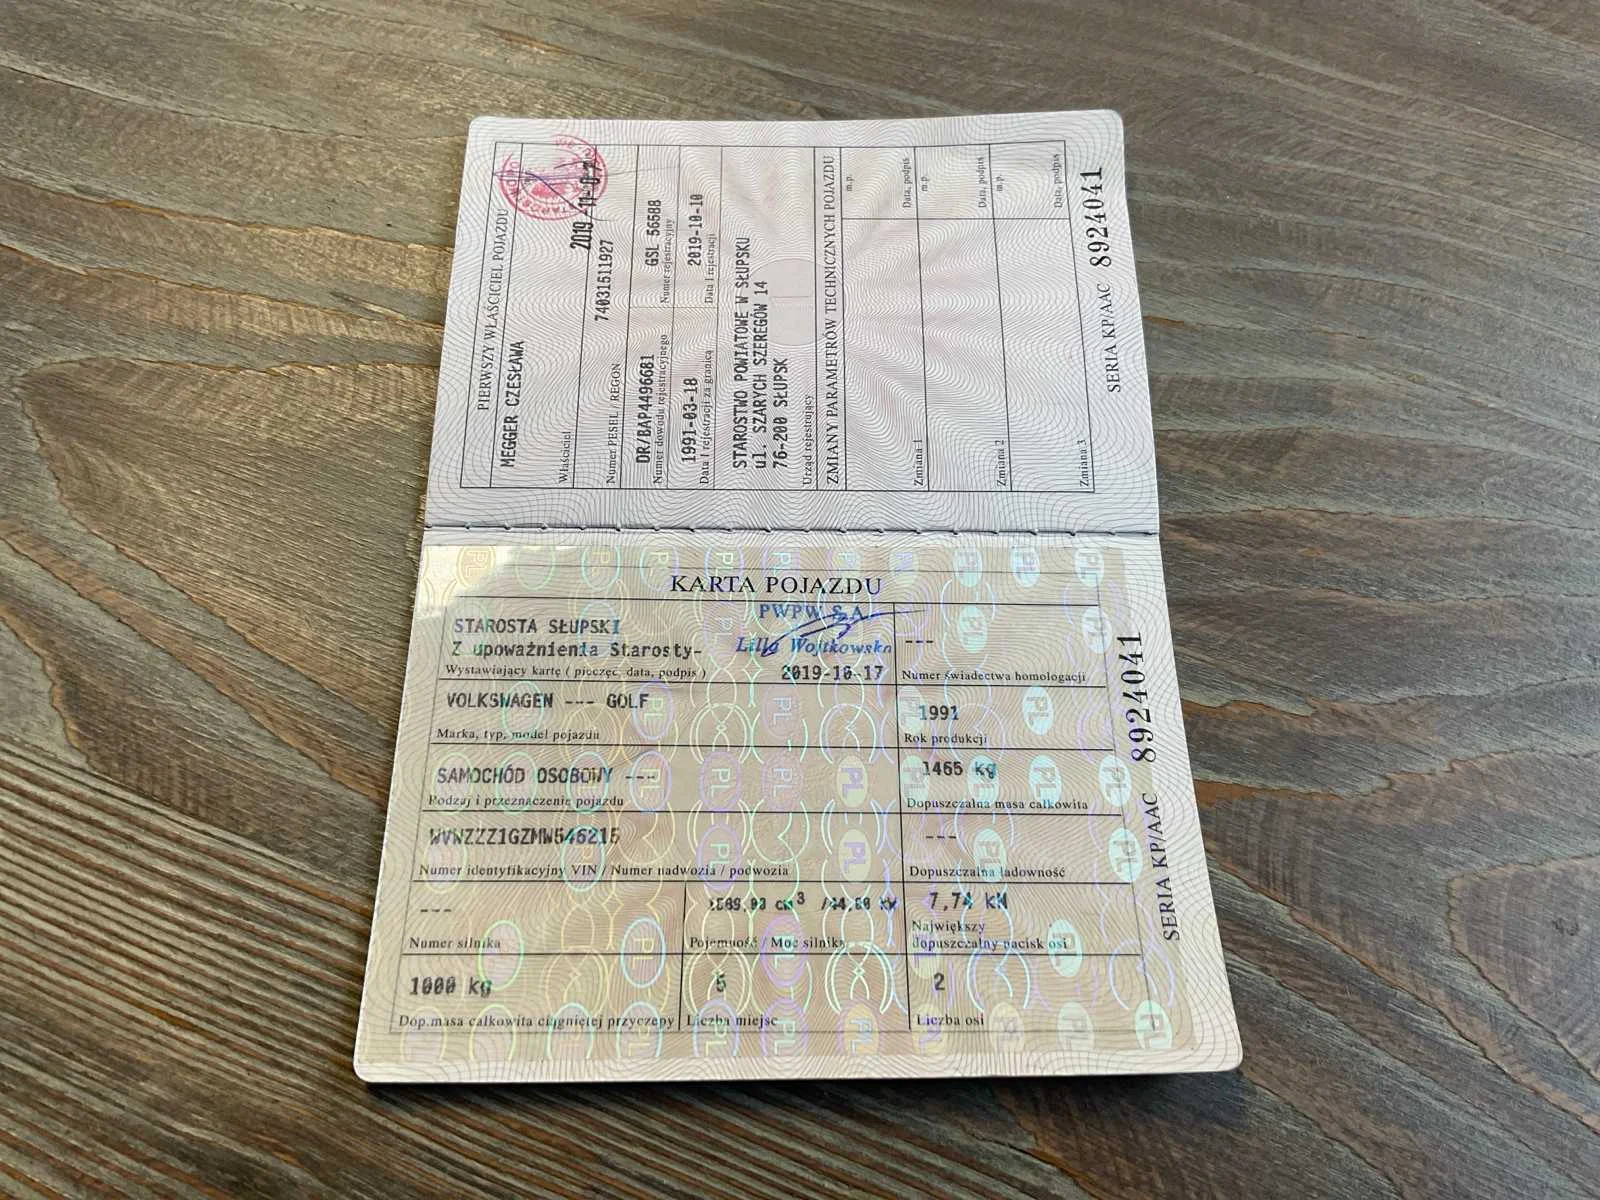 PIERWSZY WŁAŚCICIEL POJAZDU
MEGGER CZESŁAWA
2019-11-07
Właściciel
74031511927
Numer PESEL REGON
DR/BAP4496681
GSL 56588
Numer dowodu rejestracyjnego
Numer rejestracyjny
1991-03-18
2019-10-10
Data I rejestracji za granicą
Data I rejestracji
STAROSTWO POWIATOWE W SŁUPSKU
ul. SZARYCH SZEREGÓW 14
76-200 SŁUPSK
Urząd rejestrujący
ZMIANY PARAMETRÓW TECHNICZNYCH POJAZDU
m.p.
Zmiana 1
Data, podpis
m.p.
Zmiana 2
Data, podpis
m.p.
Zmiana 3
Data, podpis
SERIA KP/AAC 8924041
KARTA POJAZDU
STAROSTA SŁUPSKI
Z upoważnienia Starosty-
PWPW S.A.
Lilla Wojtkowska
2019-10-17
Wystawiający kartę ( pieczęć, data, podpis )
---
Numer świadectwa homologacji
VOLKSWAGEN --- GOLF
Marka, typ, model pojazdu
1991
Rok produkcji
SAMOCHÓD OSOBOWY ---
Rodzaj i przeznaczenie pojazdu
1465 kg
Dopuszczalna masa całkowita
WVWZZZ1GZMW546215
Numer identyfikacyjny VIN / Numer nadwozia / podwozia
---
Dopuszczalna ładowność
---
Numer silnika
cm3
kW
Pojemność / Moc silnika
7,74 kN
Największy
dopuszczalny nacisk osi
1000 kg
Dop.masa całkowita ciągniętej przyczepy
5
Liczba miejsc
2
Liczba osi
SERIA KP/AAC 8924041